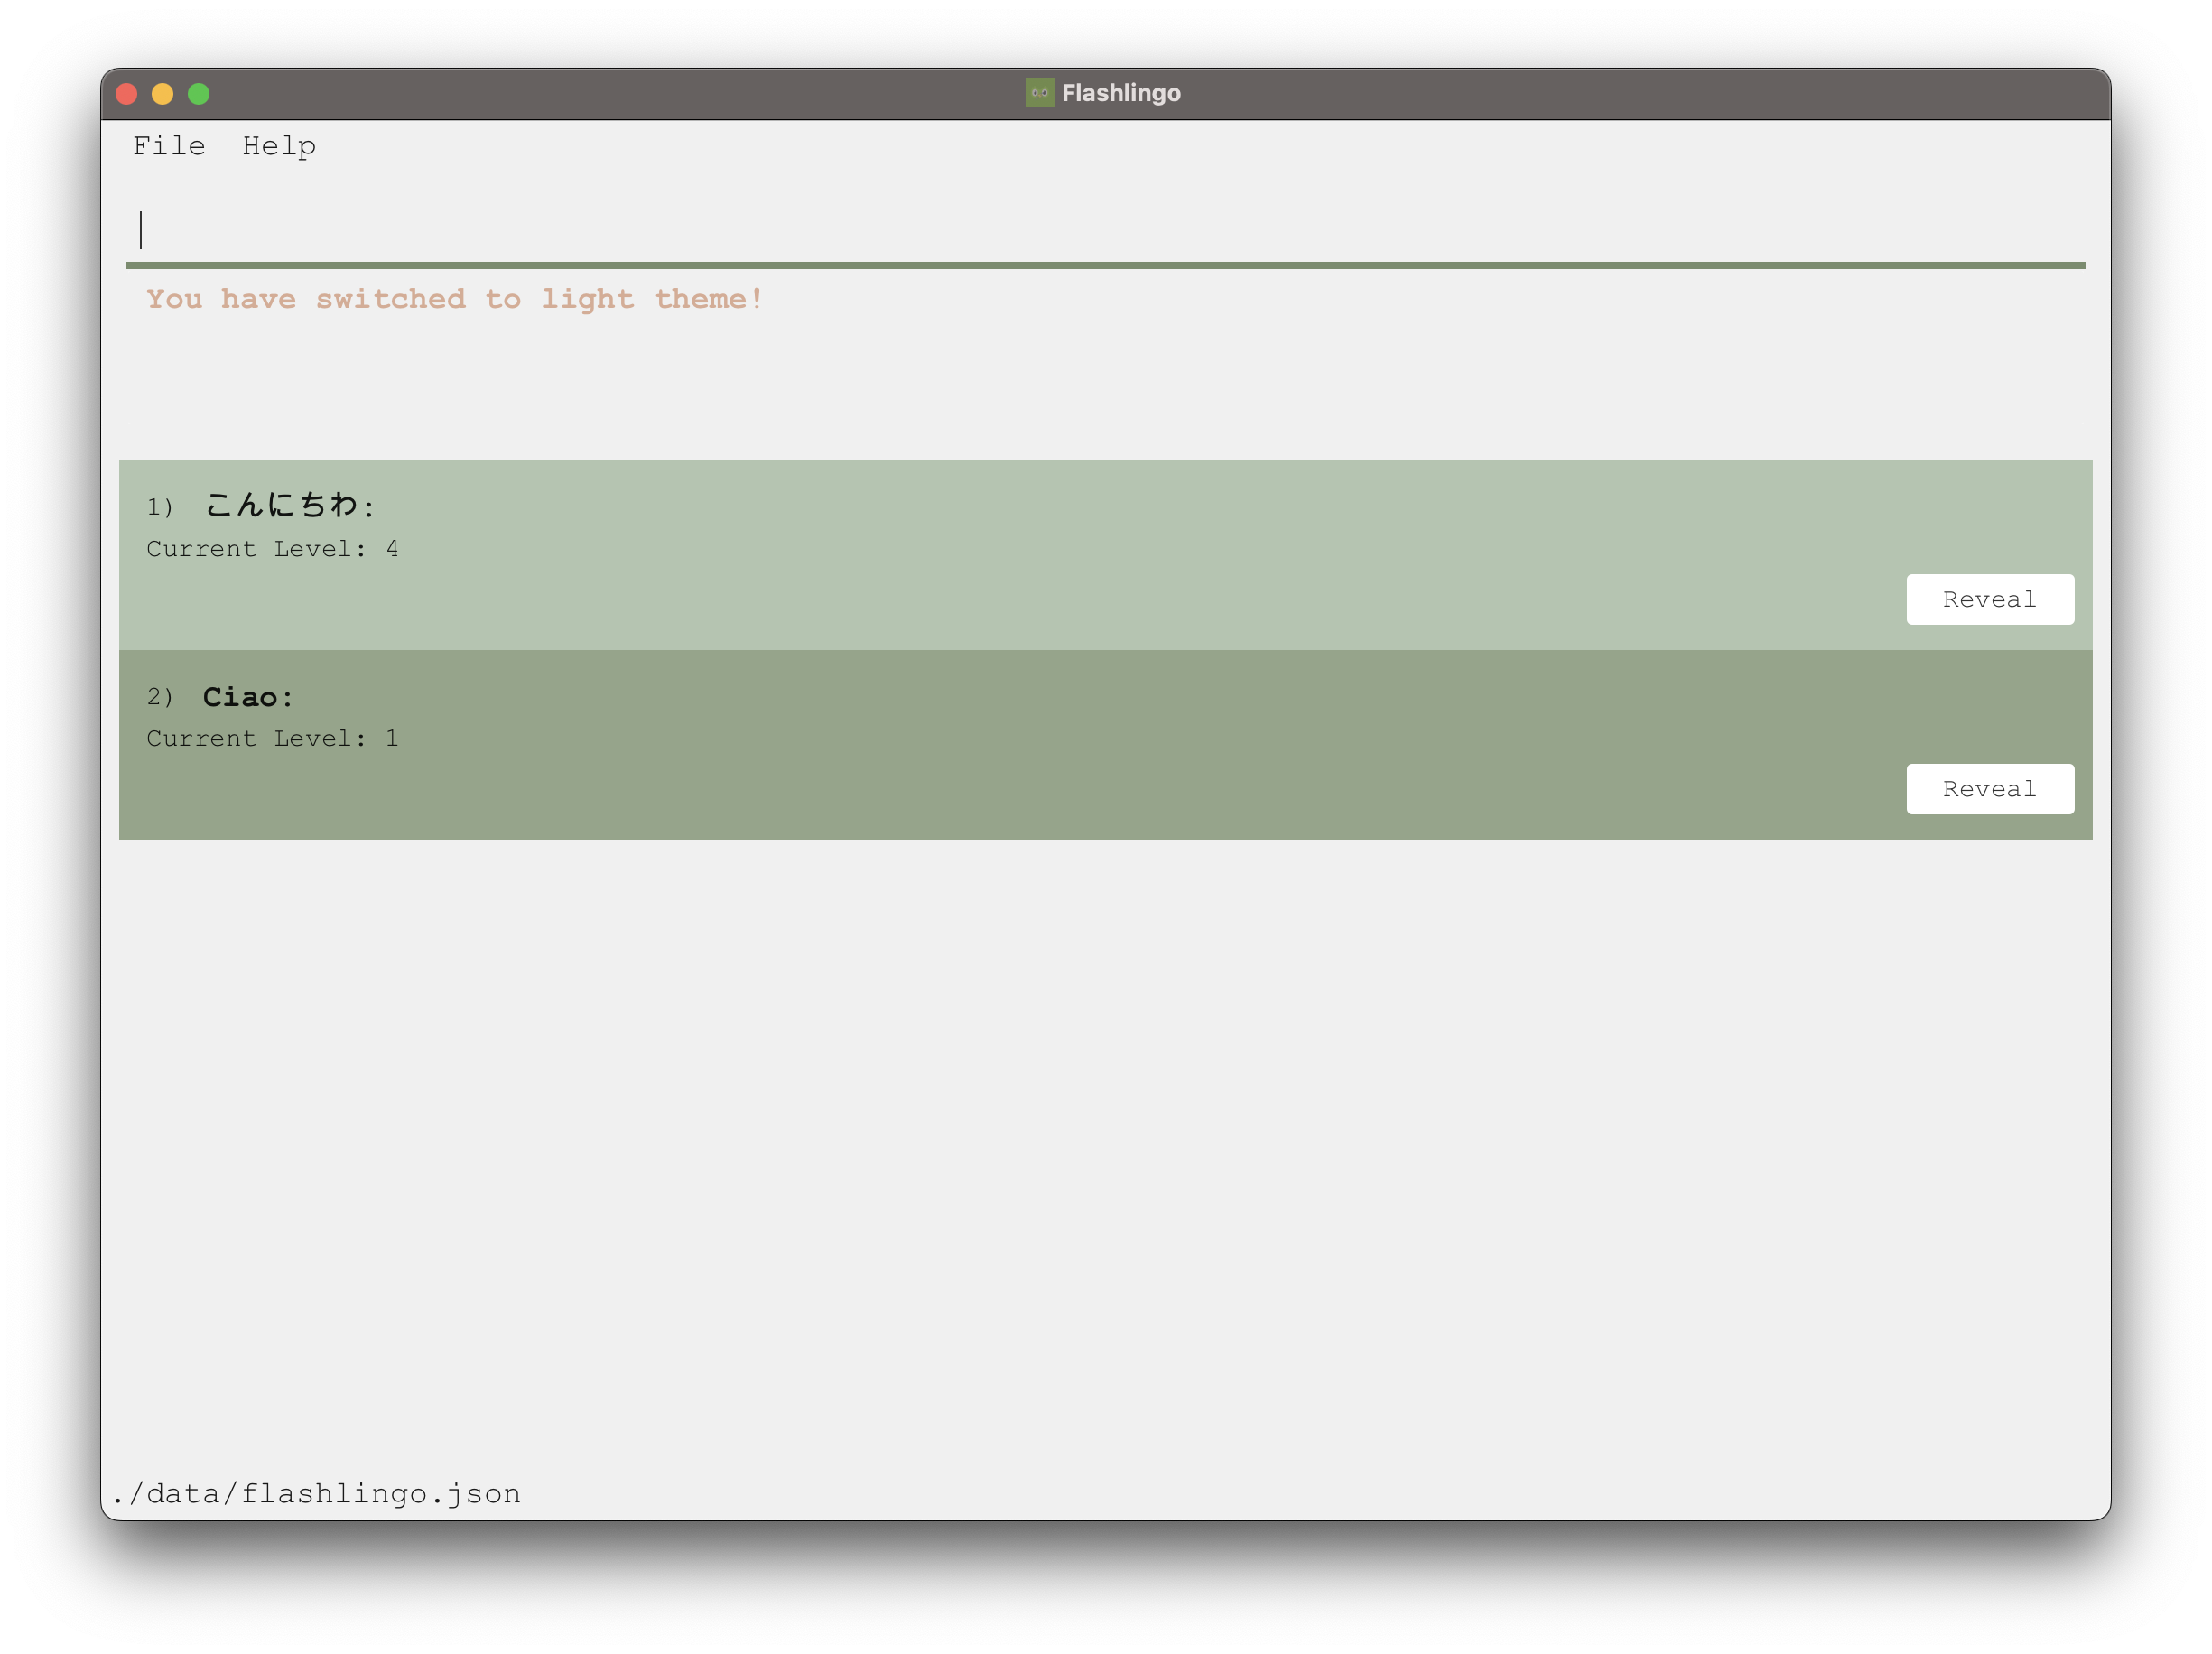 Flashlingo
File Help
You have switched to light theme!
1) こんにちわ:
Current Level: 4
Reveal
2) Ciao:
Current Level: 1
Reveal
./data/flashlingo.json